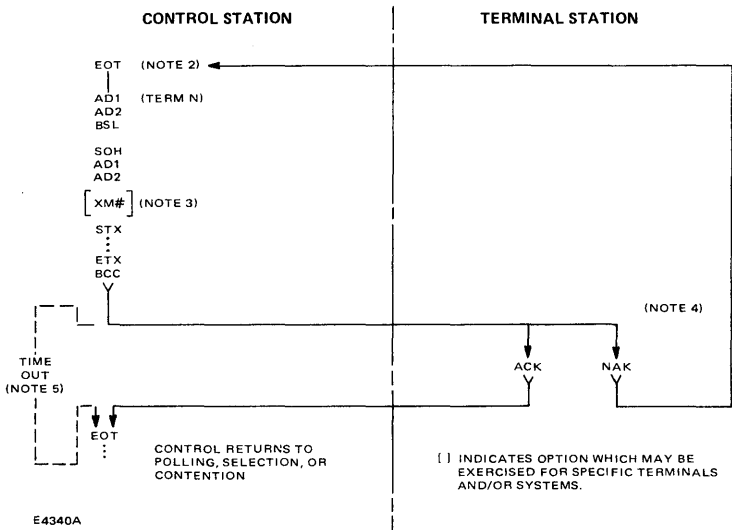 CONTROL STATION
TERMINAL STATION
EOT (NOTE 2)
AD1 (TERM N)
AD2
BSL
SOH
AD1
AD2
[XM#] (NOTE 3)
STX
ETX
BCC
(NOTE 4)
TIME
OUT
(NOTE 5)
ACK
NAK
EOT
CONTROL RETURNS TO
POLLING, SELECTION, OR
CONTENTION
[ ] INDICATES OPTION WHICH MAY BE
EXERCISED FOR SPECIFIC TERMINALS
AND/OR SYSTEMS.
E4340A